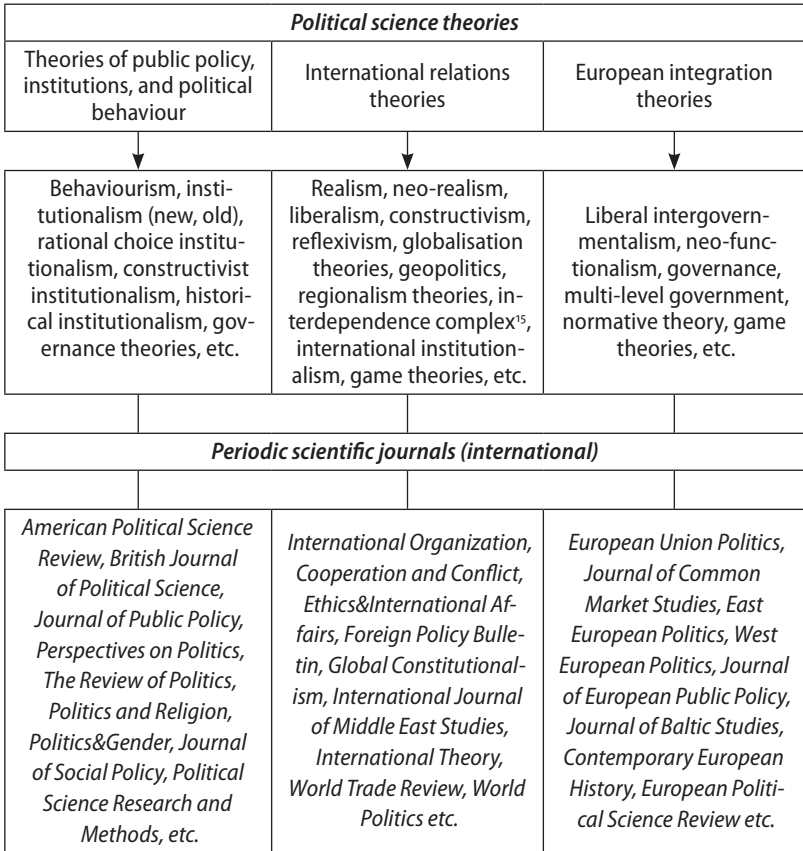 Political science theories
Theories of public policy,
institutions, and political
behaviour
International relations
theories
European integration
theories
Behaviourism, insti-
tutionalism (new, old),
rational choice institu-
tionalism, constructivist
institutionalism, histori-
cal institutionalism, gov-
ernance theories, etc.
Realism, neo-realism,
liberalism, constructivism,
reflexivism, globalisation
theories, geopolitics,
regionalism theories, in-
terdependence complex¹⁵,
international institution-
alism, game theories, etc.
Liberal intergovern-
mentalism, neo-func-
tionalism, governance,
multi-level government,
normative theory, game
theories, etc.
Periodic scientific journals (international)
American Political Science
Review, British Journal
of Political Science,
Journal of Public Policy,
Perspectives on Politics,
The Review of Politics,
Politics and Religion,
Politics&Gender, Journal
of Social Policy, Political
Science Research and
Methods, etc.
International Organization,
Cooperation and Conflict,
Ethics&International Af-
fairs, Foreign Policy Bulle-
tin, Global Constitutional-
ism, International Journal
of Middle East Studies,
International Theory,
World Trade Review, World
Politics etc.
European Union Politics,
Journal of Common
Market Studies, East
European Politics, West
European Politics, Journal
of European Public Policy,
Journal of Baltic Studies,
Contemporary European
History, European Politi-
cal Science Review etc.